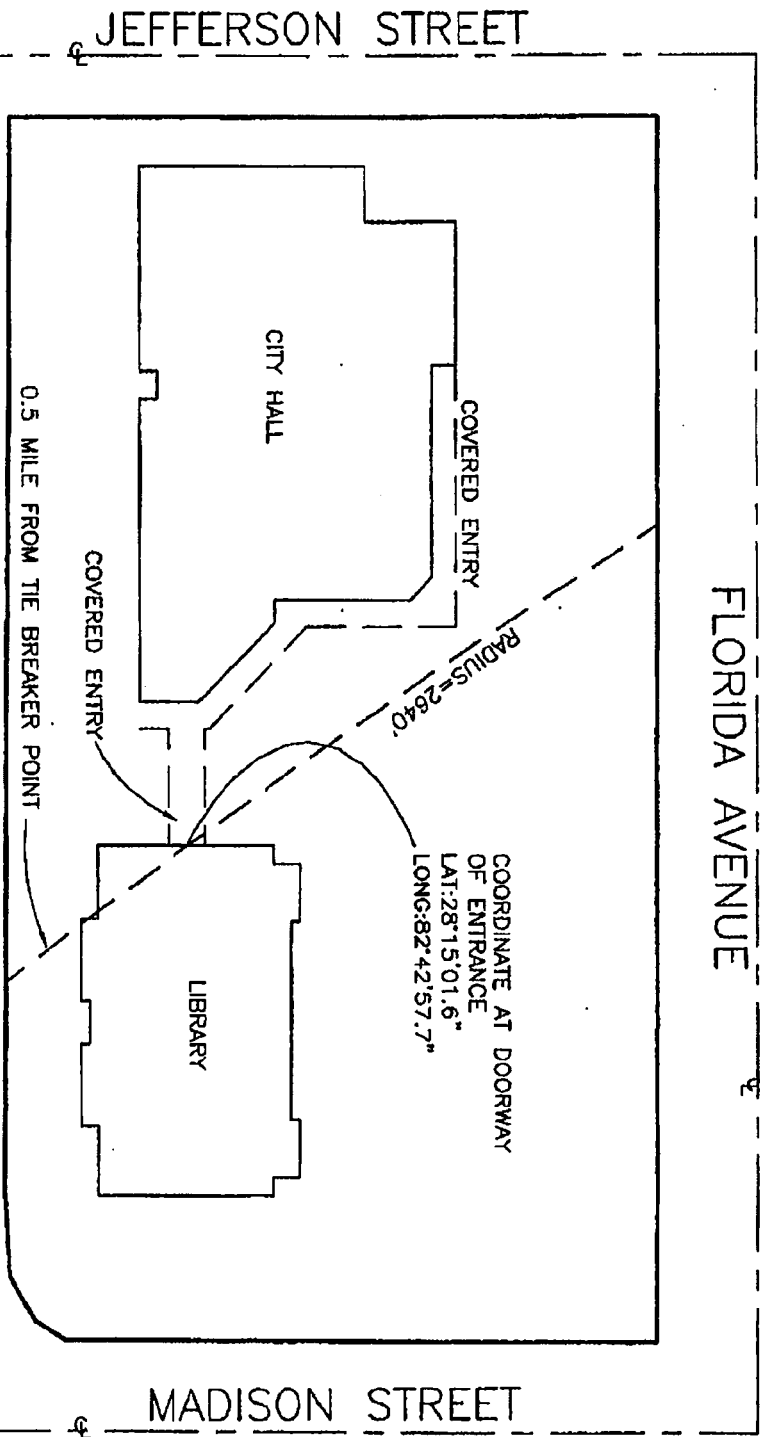 JEFFERSON STREET
FLORIDA AVENUE
MADISON STREET
CITY HALL
COVERED ENTRY
RADIUS=2640'
COORDINATE AT DOORWAY
OF ENTRANCE
LAT:28°15'01.6"
LONG:82°42'57.7"
COVERED ENTRY
0.5 MILE FROM TIE BREAKER POINT
LIBRARY